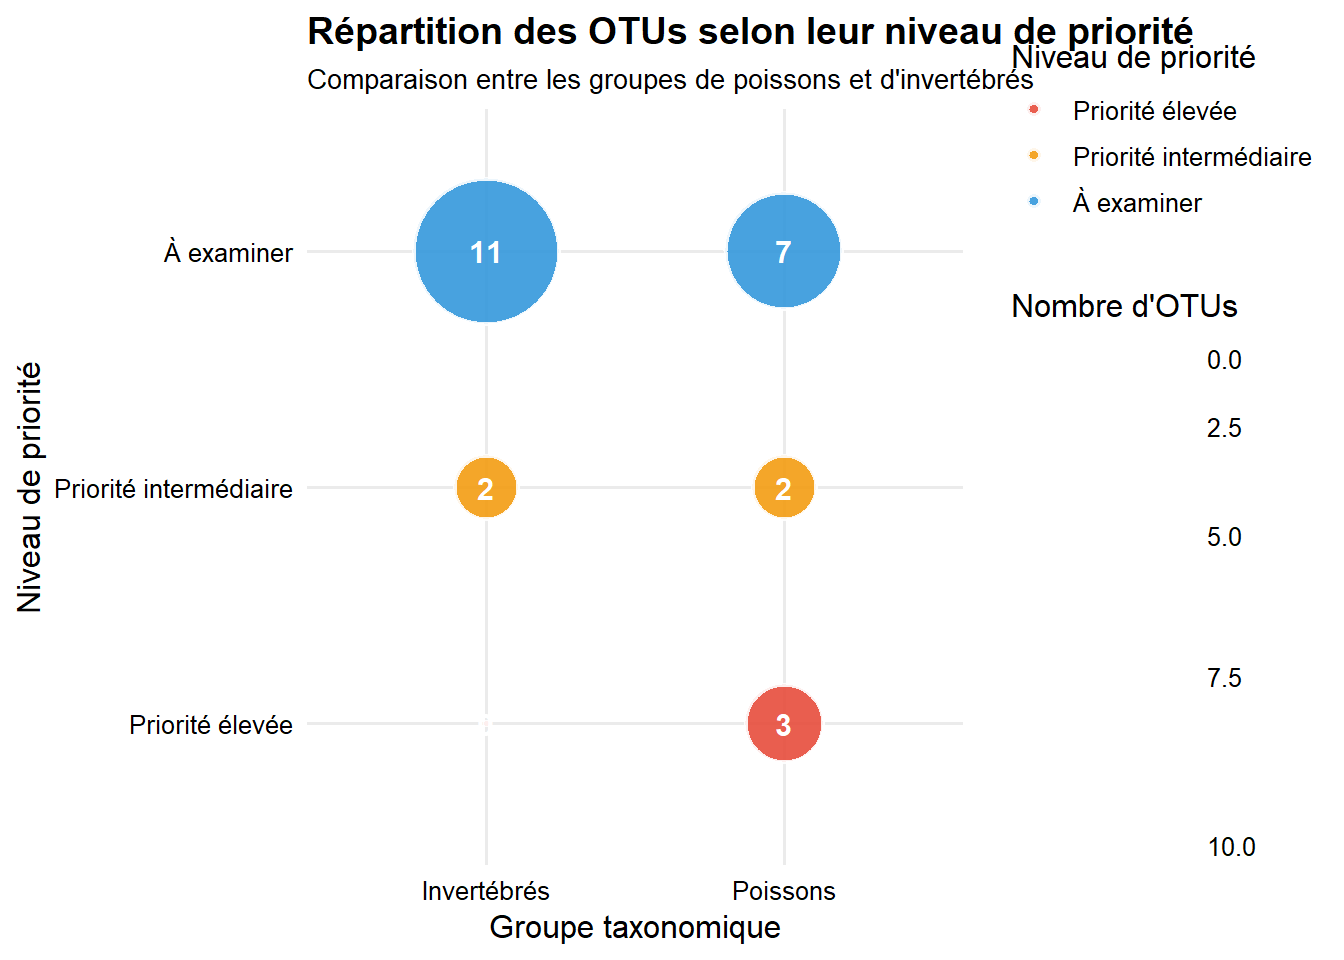 Répartition des OTUs selon leur niveau de priorité
Comparaison entre les groupes de poissons et d'invertébrés
Niveau de priorité
Priorité élevée
Priorité intermédiaire
À examiner
Nombre d'OTUs
0.0
2.5
5.0
7.5
10.0
Niveau de priorité
À examiner
11
7
Priorité intermédiaire
2
2
Priorité élevée
3
Invertébrés
Poissons
Groupe taxonomique